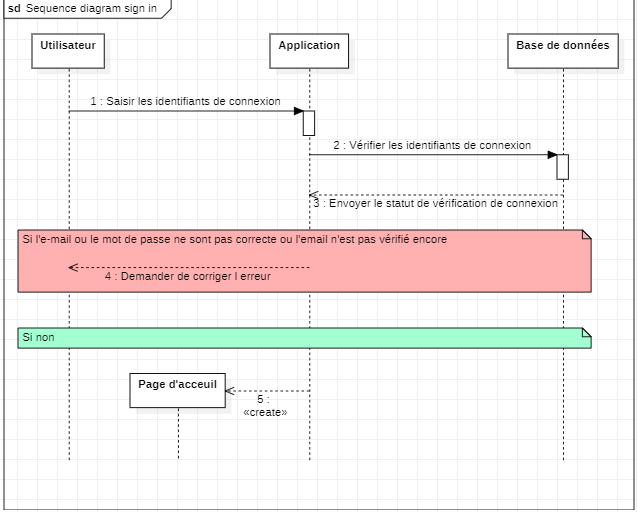 sd Sequence diagram sign in
Utilisateur
Application
Base de données
1 : Saisir les identifiants de connexion
2 : Vérifier les identifiants de connexion
3 : Envoyer le statut de vérification de connexion
Si l'e-mail ou le mot de passe ne sont pas correcte ou l'email n'est pas vérifié encore
4 : Demander de corriger l erreur
Si non
Page d'acceuil
5 :
«create»